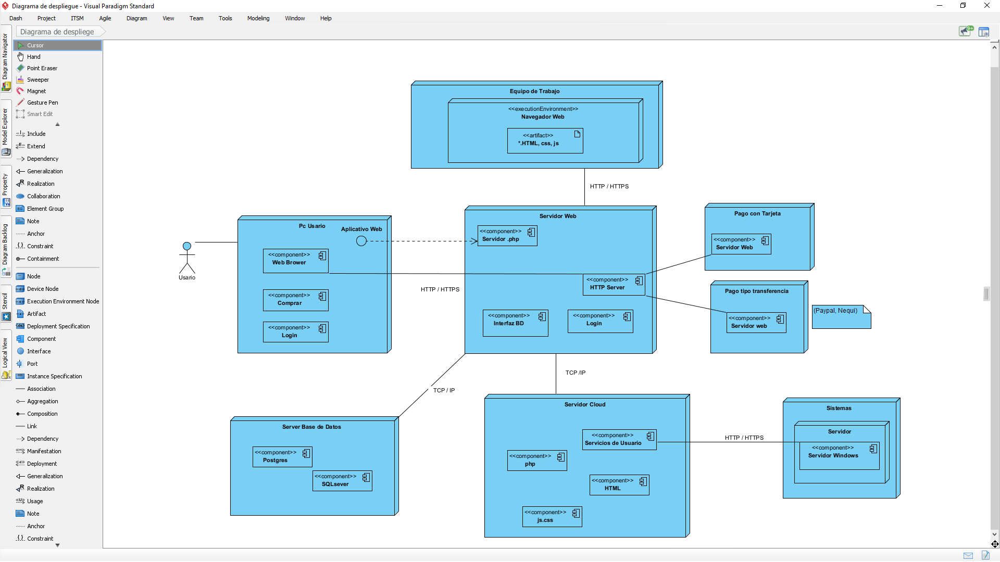 Diagrama de despliegue - Visual Paradigm Standard
Dash Project ITSM Agile Diagram View Team Tools Modeling Window Help
Diagrama de despliege
9+
Diagram Navigator
Model Explorer
Property
Diagram Backlog
Stencil
Logical View
Cursor
Hand
Point Eraser
Sweeper
Magnet
Gesture Pen
Smart Edit
Include
Extend
Dependency
Generalization
Realization
Collaboration
Element Group
Note
Anchor
Constraint
Containment
Node
Device Node
Execution Environment Node
Artifact
Deployment Specification
Component
Interface
Port
Instance Specification
Association
Aggregation
Composition
Link
Dependency
Manifestation
Deployment
Generalization
Realization
Usage
Note
Anchor
Constraint
Equipo de Trabajo
<<executionEnvironment>>
Navegador Web
<<artifact>>
*.HTML, css, js
HTTP / HTTPS
Usario
Pc Usario
Aplicativo Web
<<component>>
Web Brower
<<component>>
Comprar
<<component>>
Login
HTTP / HTTPS
Servidor Web
<<component>>
Servidor .php
<<component>>
HTTP Server
<<component>>
Interfaz BD
<<component>>
Login
Pago con Tarjeta
<<component>>
Servidor Web
Pago tipo transferencia
<<component>>
Servidor web
(Paypal, Nequi)
TCP / IP
TCP /IP
Server Base de Datos
<<component>>
Postgres
<<component>>
SQLsever
Servidor Cloud
<<component>>
Servicios de Usuario
<<component>>
php
<<component>>
HTML
<<component>>
js.css
HTTP / HTTPS
Sistemas
Servidor
<<component>>
Servidor Windows